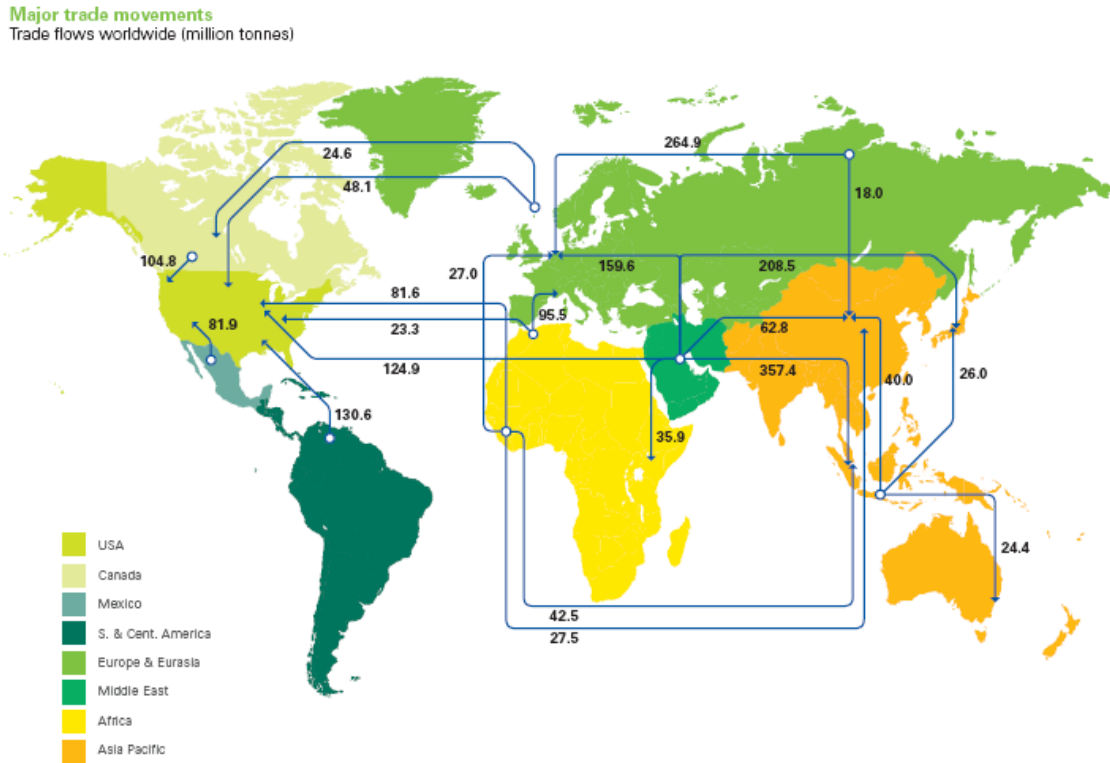 Major trade movements
Trade flows worldwide (million tonnes)
264.9
24.6
48.1
18.0
104.8
27.0
159.6
208.5
81.6
95.5
81.9
23.3
62.8
124.9
357.4
40.0
26.0
130.6
35.9
24.4
42.5
27.5
USA
Canada
Mexico
S. & Cent. America
Europe & Eurasia
Middle East
Africa
Asia Pacific